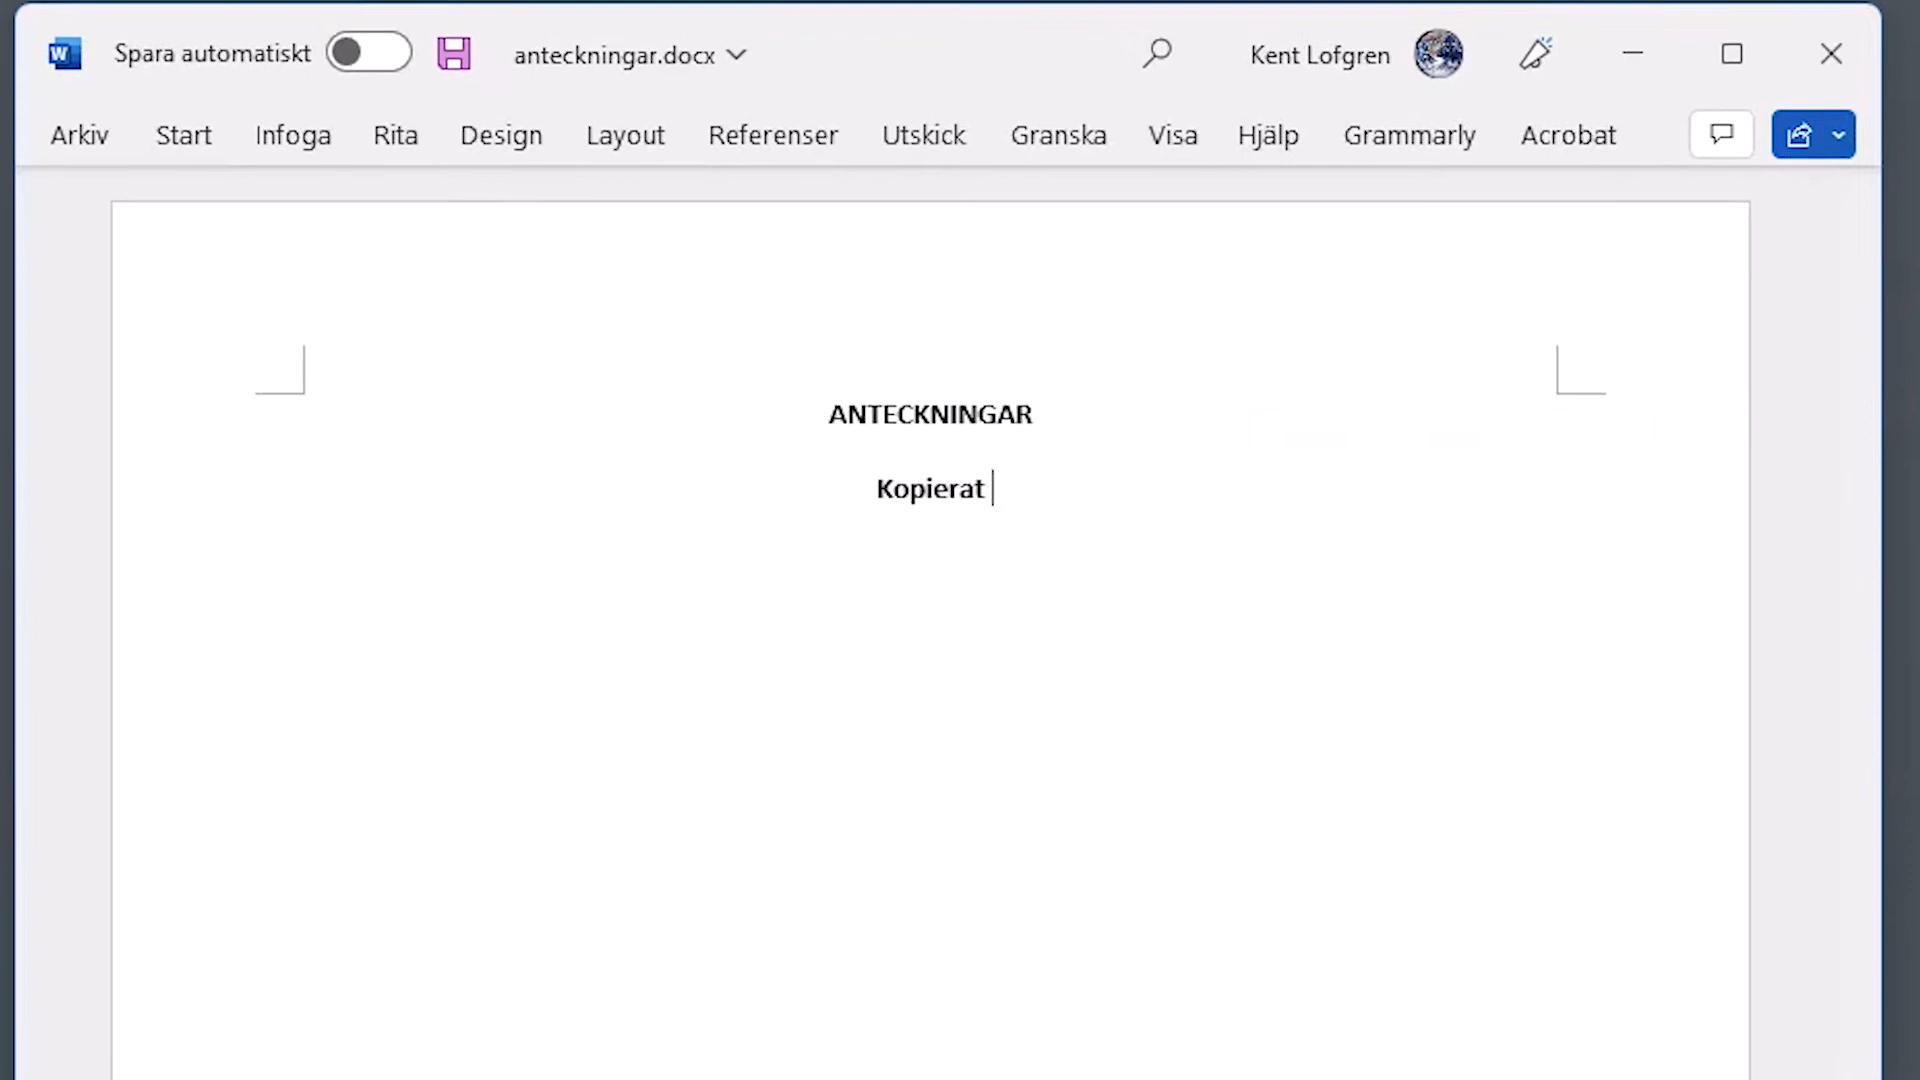 W Spara automatiskt anteckningar.docx Kent Lofgren
Arkiv Start Infoga Rita Design Layout Referenser Utskick Granska Visa Hjälp Grammarly Acrobat
ANTECKNINGAR
Kopierat